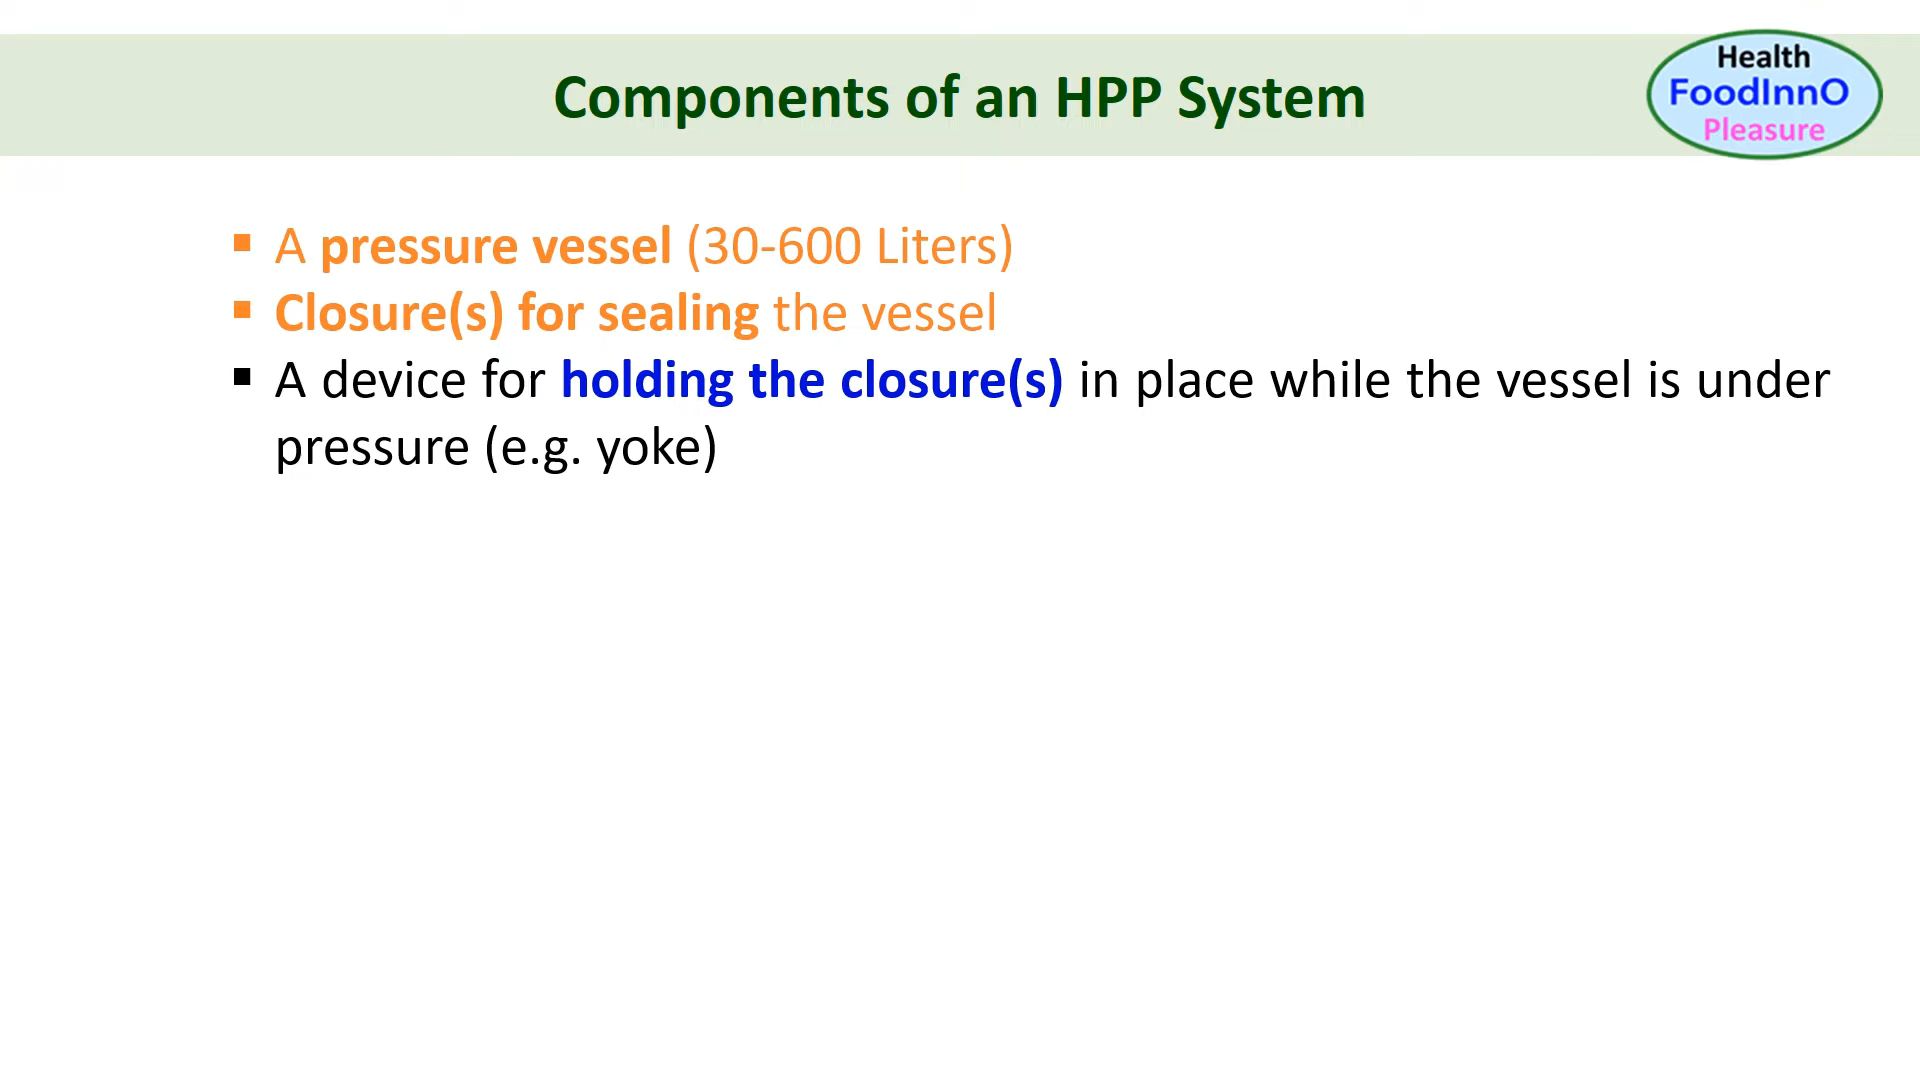 Components of an HPP System
Health
FoodInnO
Pleasure
▪ A pressure vessel (30-600 Liters)
▪ Closure(s) for sealing the vessel
▪ A device for holding the closure(s) in place while the vessel is under
pressure (e.g. yoke)